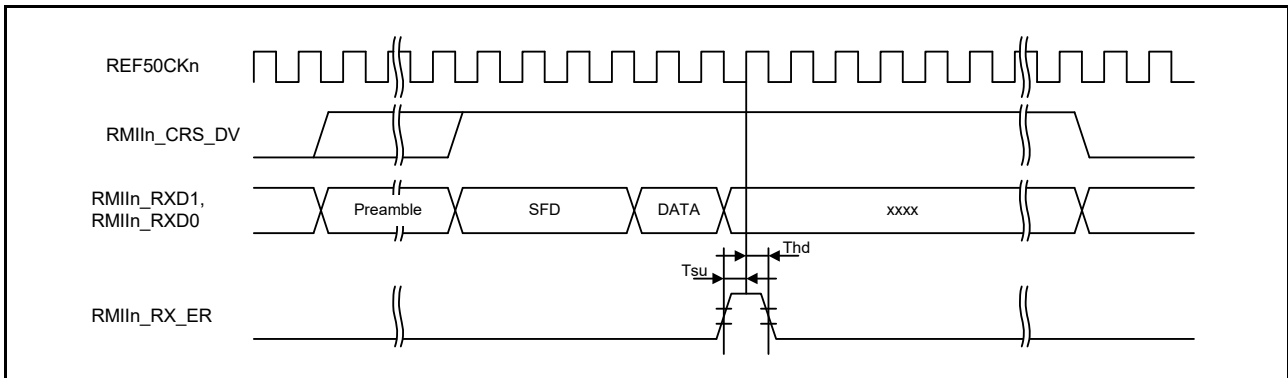 REF50CKn
RMIIn_CRS_DV
RMIIn_RXD1,
RMIIn_RXD0
Preamble
SFD
DATA
xxxx
Thd
Tsu
RMIIn_RX_ER